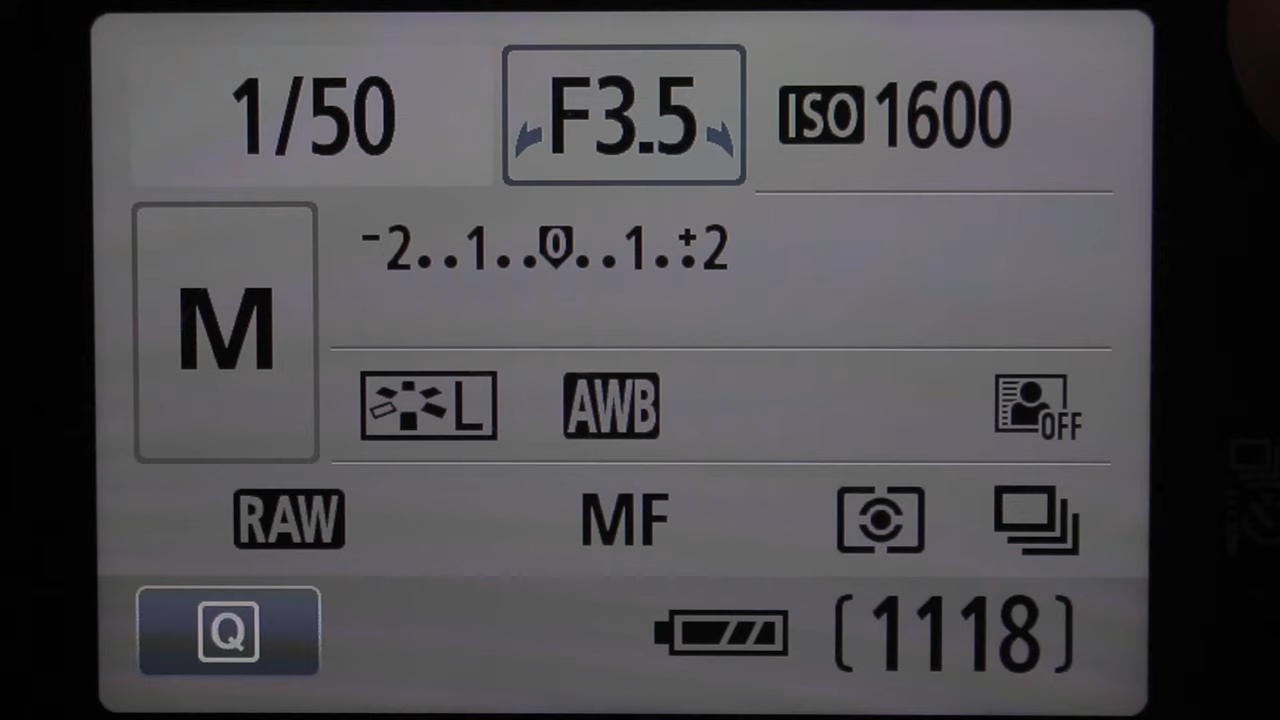 1/50 F3.5 ISO 1600
-2..1..0..1.:+2
M
L AWB OFF
RAW MF
Q [1118]